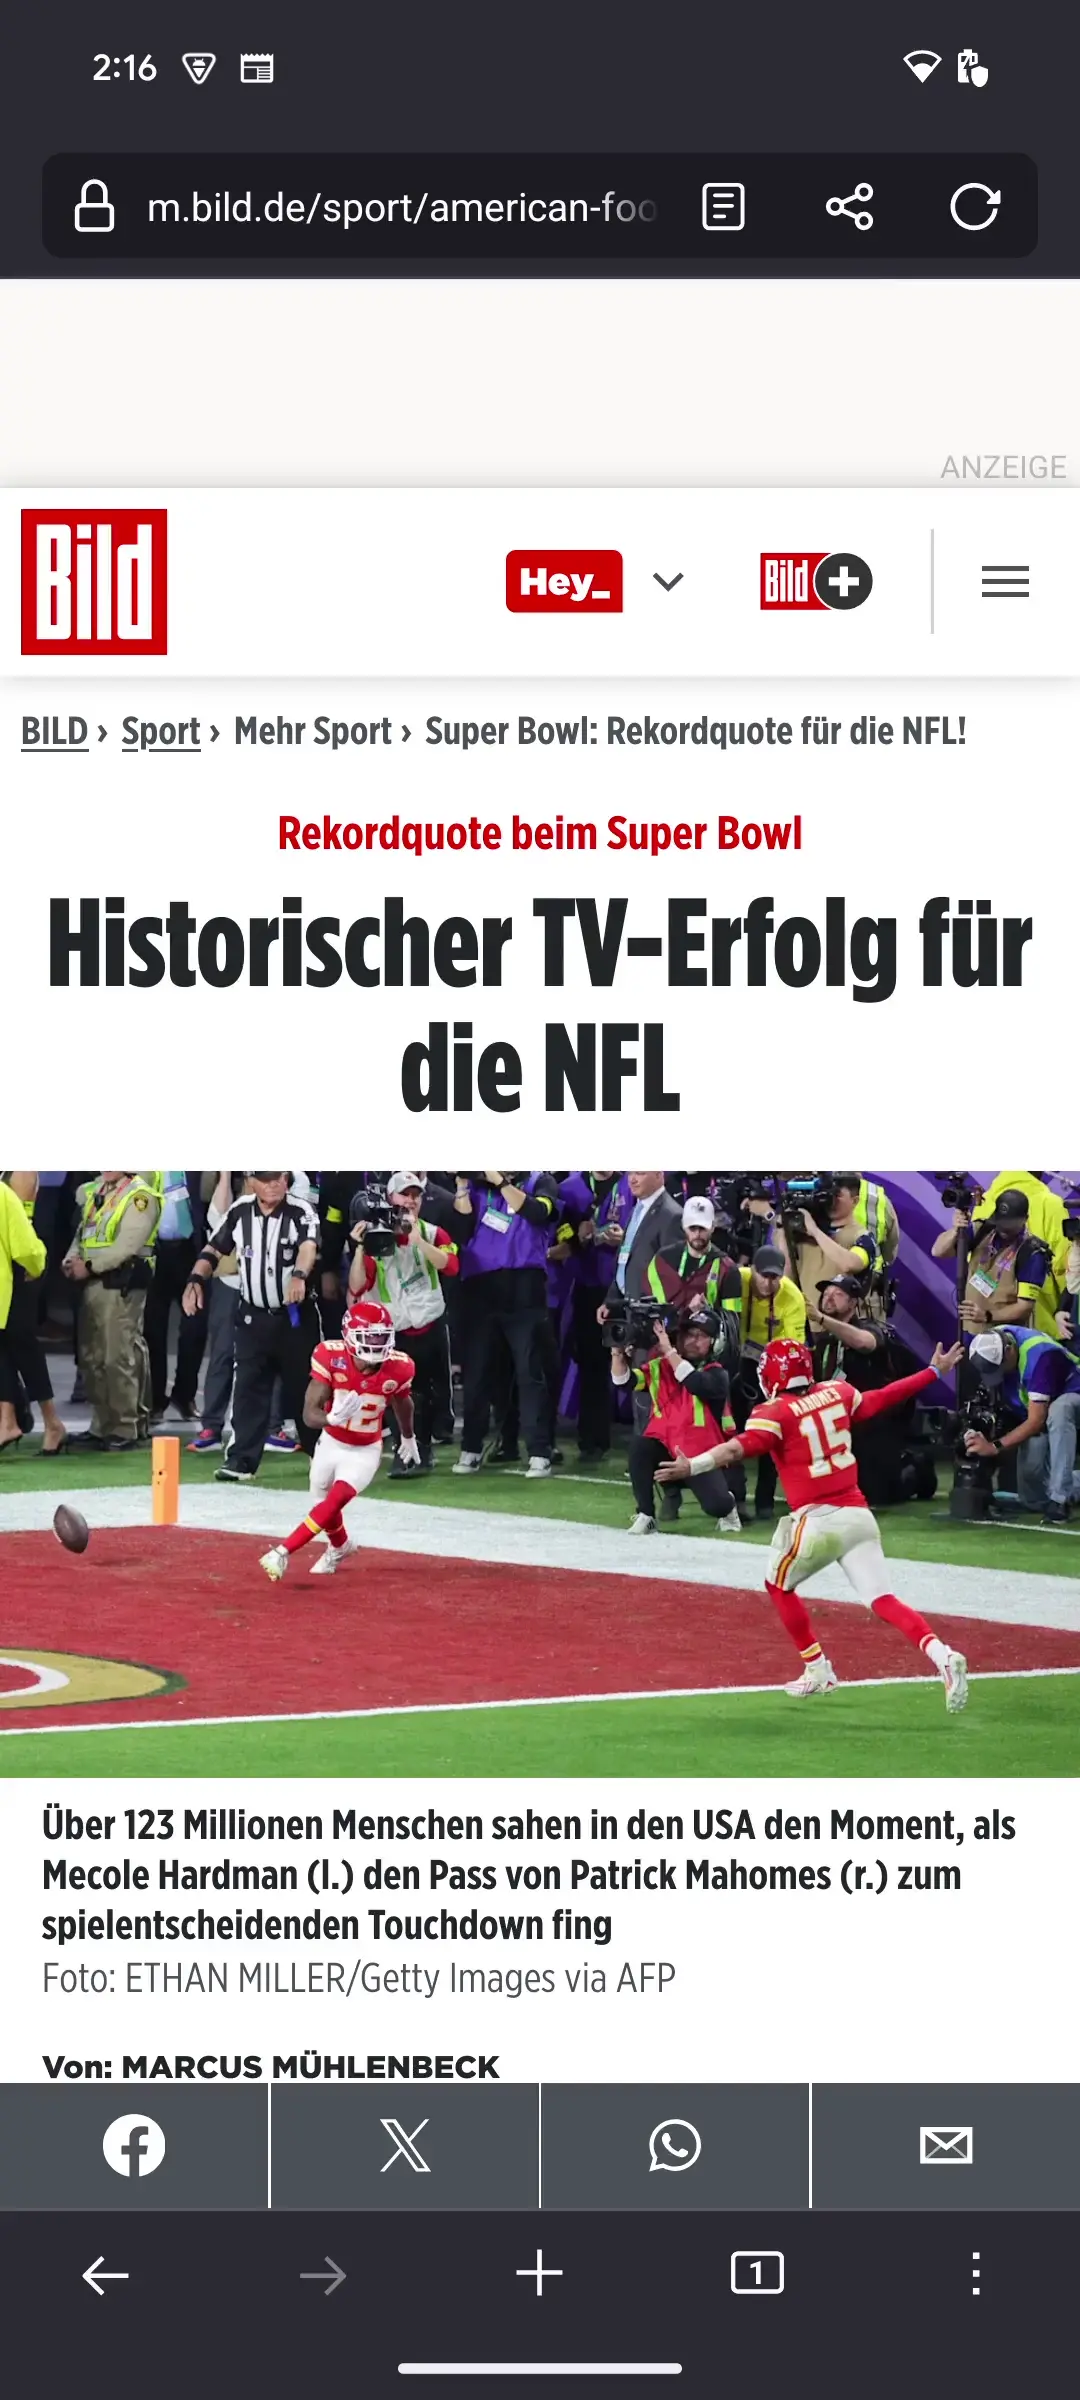 2:16
m.bild.de/sport/american-foo
ANZEIGE
Bild
Hey_
Bild
BILD › Sport › Mehr Sport › Super Bowl: Rekordquote für die NFL!
Rekordquote beim Super Bowl
Historischer TV-Erfolg für
die NFL
12
MAHOMES
15
Über 123 Millionen Menschen sahen in den USA den Moment, als
Mecole Hardman (l.) den Pass von Patrick Mahomes (r.) zum
spielentscheidenden Touchdown fing
Foto: ETHAN MILLER/Getty Images via AFP
Von: MARCUS MÜHLENBECK
1